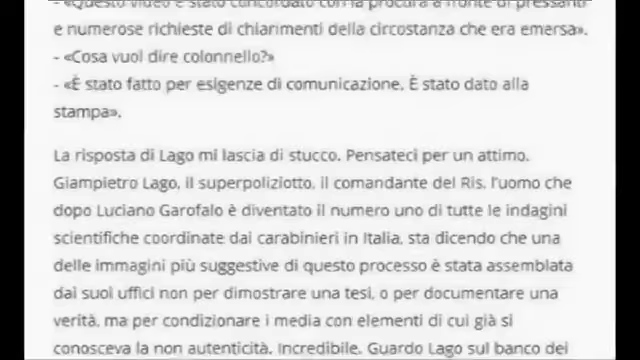 - «Questo video è stato concordato con la procura a fronte di pressanti
e numerose richieste di chiarimenti della circostanza che era emersa».
- «Cosa vuol dire colonnello?»
- «È stato fatto per esigenze di comunicazione. È stato dato alla
stampa».
La risposta di Lago mi lascia di stucco. Pensateci per un attimo.
Giampietro Lago, il superpoliziotto, il comandante del Ris, l'uomo che
dopo Luciano Garofalo è diventato il numero uno di tutte le indagini
scientifiche coordinate dai carabinieri in Italia, sta dicendo che una
delle immagini più suggestive di questo processo è stata assemblata
dai suoi uffici non per dimostrare una tesi, o per documentare una
verità, ma per condizionare i media con elementi di cui già si
conosceva la non autenticità. Incredibile. Guardo Lago sul banco dei